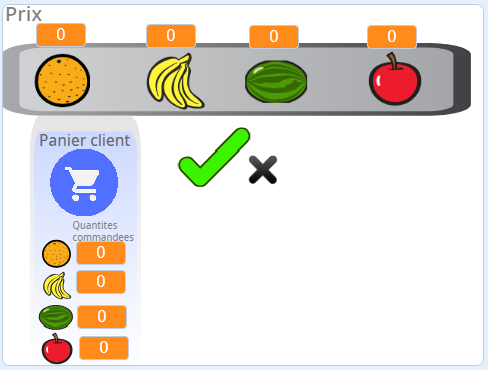 Prix
0 0 0 0
Panier client
Quantites
commandees
0
0
0
0